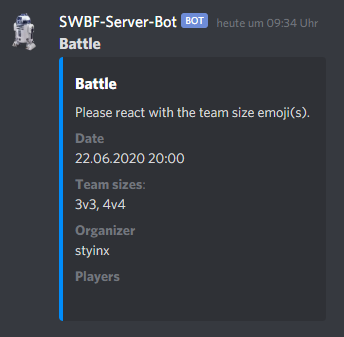 SWBF-Server-Bot BOT heute um 09:34 Uhr
Battle
Battle
Please react with the team size emoji(s).
Date
22.06.2020 20:00
Team sizes:
3v3, 4v4
Organizer
styinx
Players